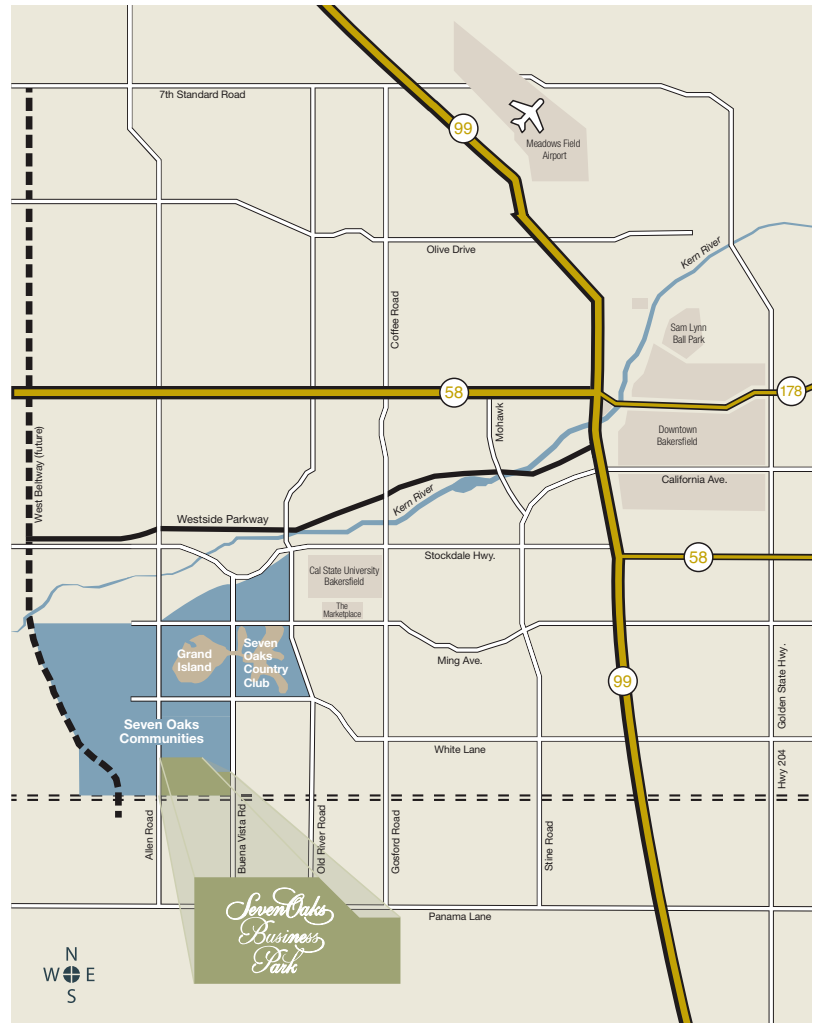 7th Standard Road
99
Meadows Field
Airport
Kern River
Olive Drive
Coffee Road
Sam Lynn
Ball Park
58
178
Mohawk
Downtown
Bakersfield
West Beltway (future)
California Ave.
Kern River
Westside Parkway
Stockdale Hwy.
58
Cal State University
Bakersfield
The
Marketplace
Grand
Island
Seven
Oaks
Country
Club
Ming Ave.
99
Golden State Hwy.
Seven Oaks
Communities
White Lane
Hwy 204
Allen Road
Buena Vista Rd.
Old River Road
Gosford Road
Stine Road
Seven Oaks
Business
Park
Panama Lane
N
W E
S